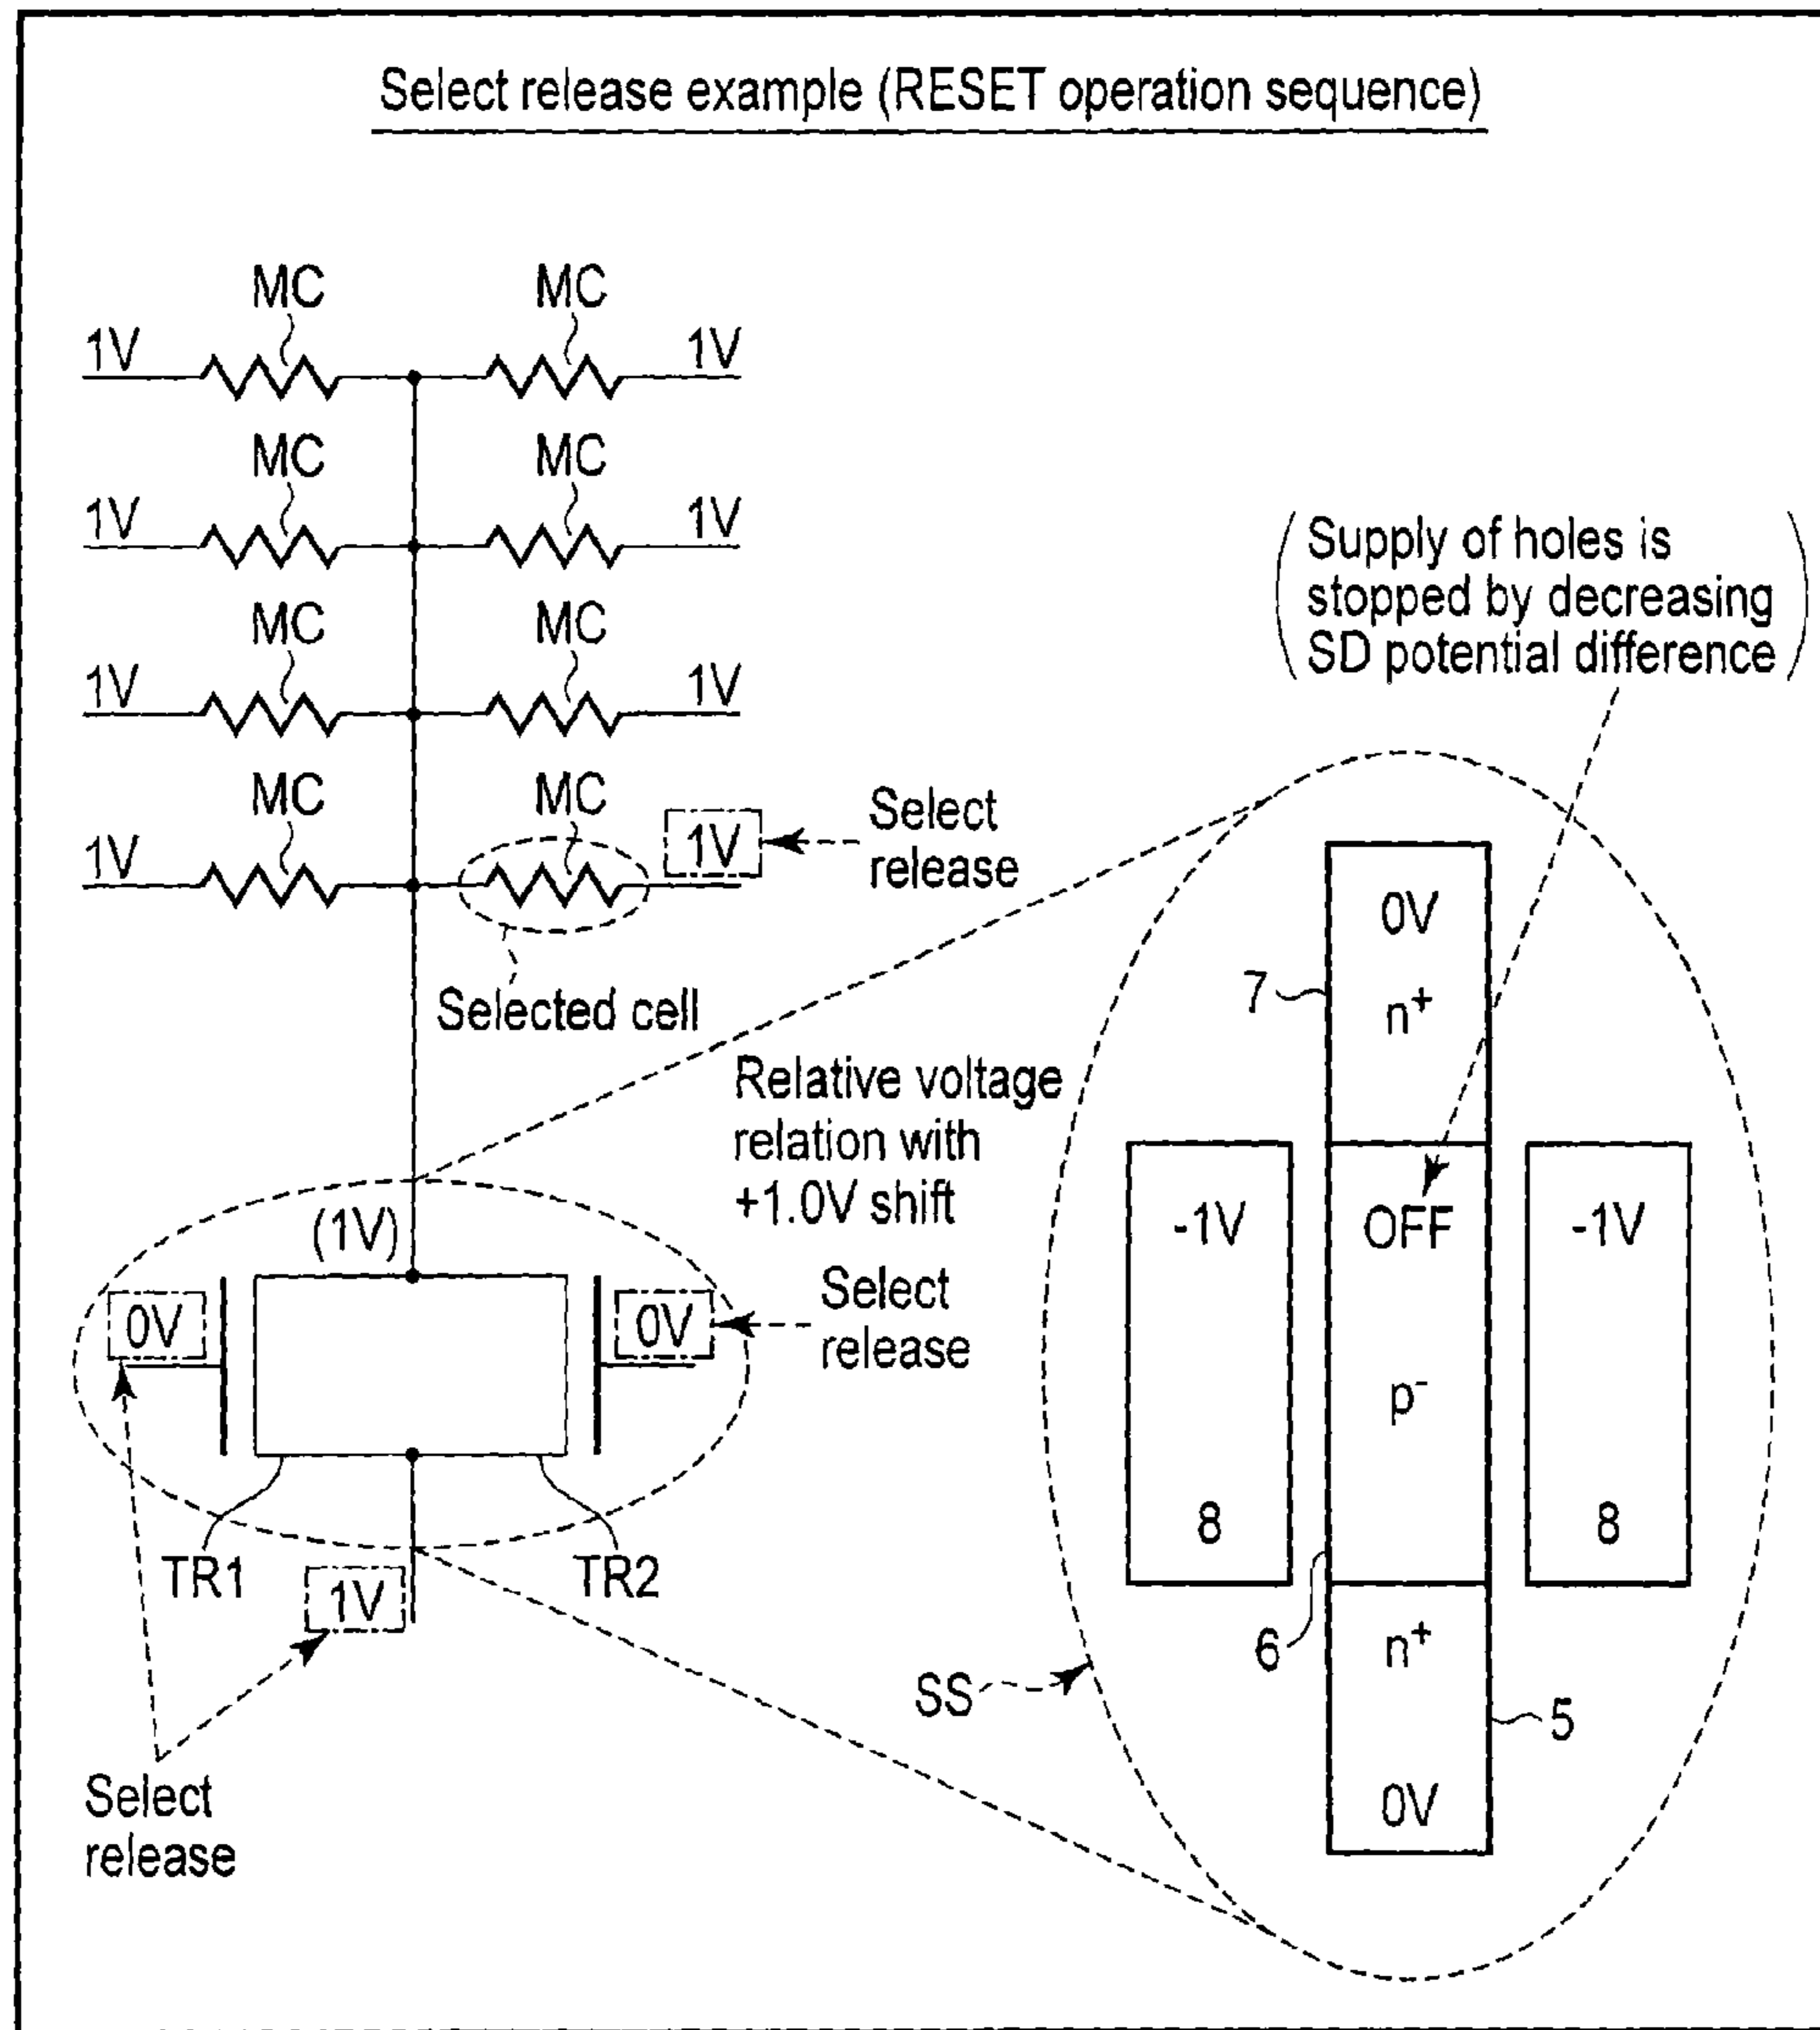 Select release example (RESET operation sequence)
MC MC
1V 1V
MC MC
1V 1V
MC MC
1V 1V
MC MC
1V 1V
Select
release
Selected cell
(Supply of holes is
stopped by decreasing
SD potential difference)
Relative voltage
relation with
+1.0V shift
(1V)
0V 0V
Select
release
TR1 TR2
1V
Select
release
0V
7
n+
-1V OFF -1V
p-
8 8
6
n+
SS
5
0V